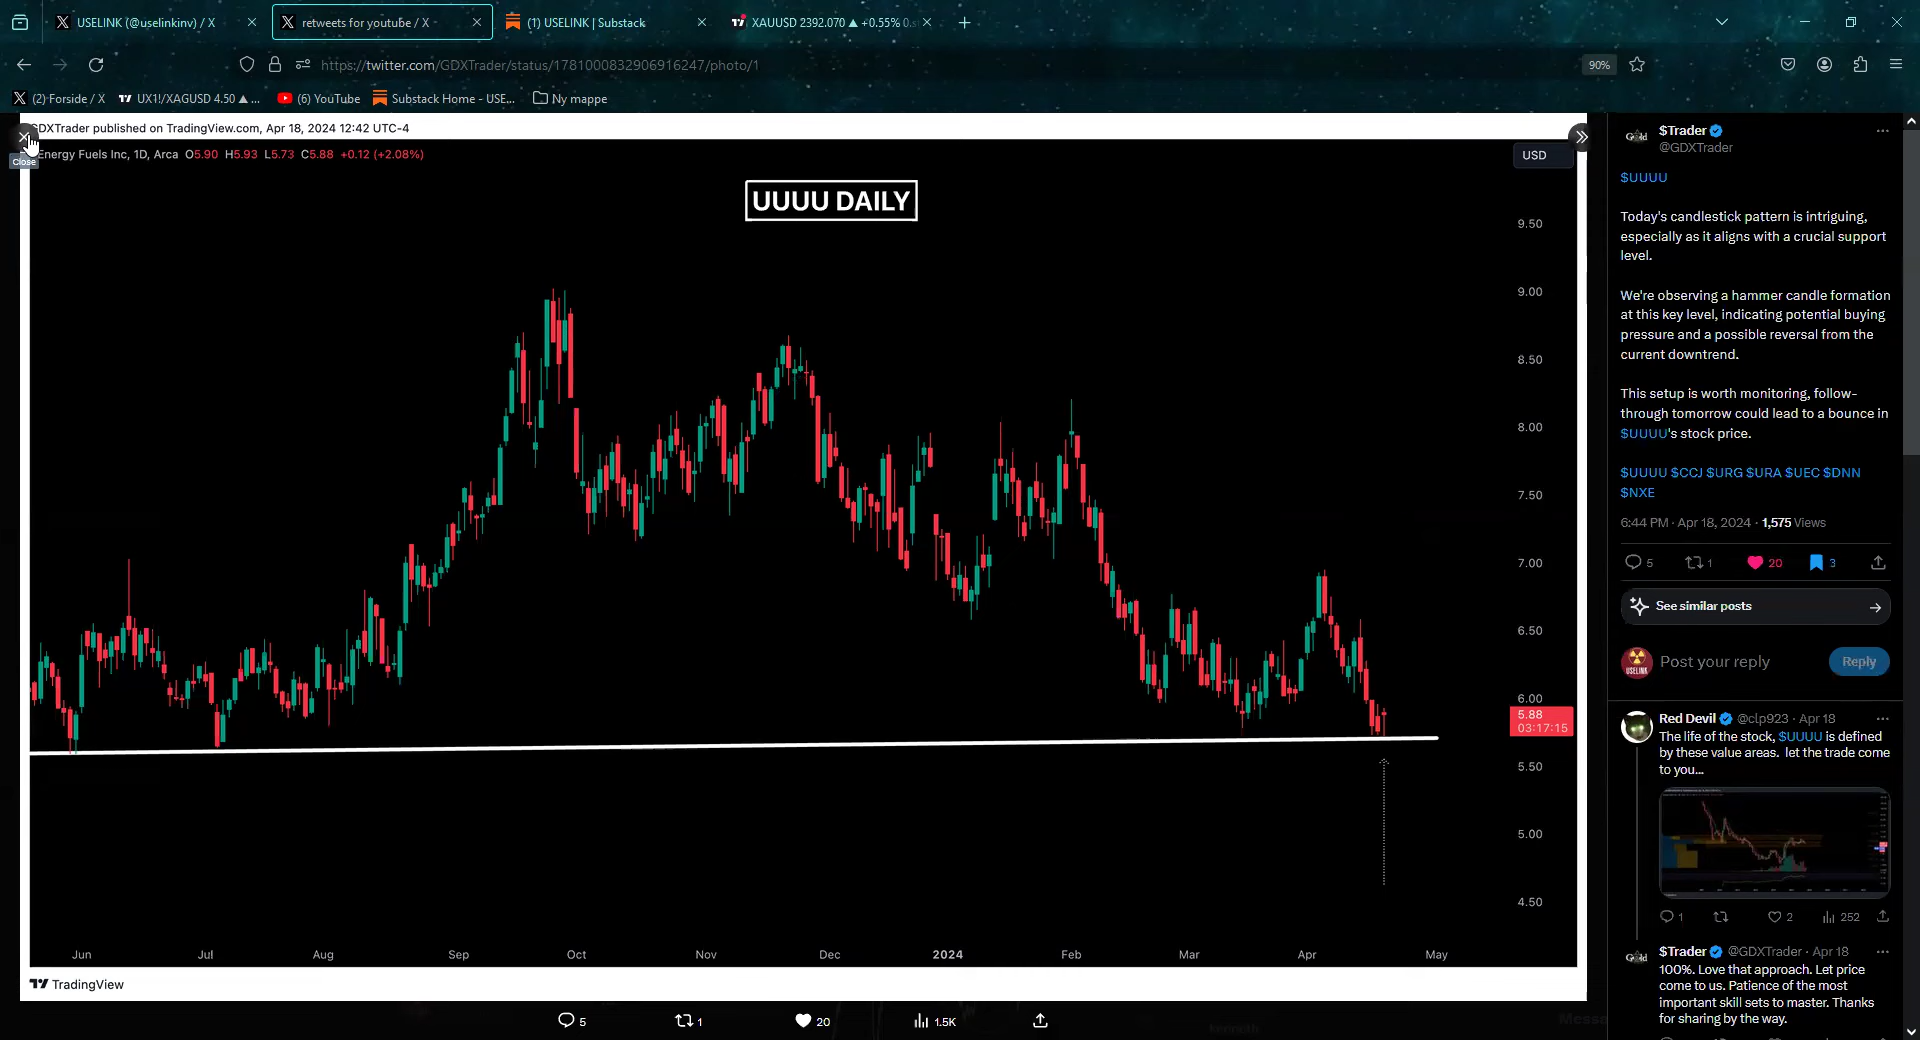 USELINK (@uselinkinv) / X
retweets for youtube / X
(1) USELINK | Substack
XAUUSD 2392.070 ▲ +0.55%
https://twitter.com/GDXTrader/status/1781000832906916247/photo/1
90%
(2) Forside / X
UX1!/XAGUSD 4.50 ▲ ...
(6) YouTube
Substack Home - USE...
Ny mappe
GDXTrader published on TradingView.com, Apr 18, 2024 12:42 UTC-4
Close
Energy Fuels Inc, 1D, Arca O5.90 H5.93 L5.73 C5.88 +0.12 (+2.08%)
USD
UUUU DAILY
9.50
9.00
8.50
8.00
7.50
7.00
6.50
6.00
5.88
03:17:15
5.50
5.00
4.50
Jun Jul Aug Sep Oct Nov Dec 2024 Feb Mar Apr May
TradingView
5 1 20 1.5K
Gold
$Trader
@GDXTrader
$UUUU
Today's candlestick pattern is intriguing,
especially as it aligns with a crucial support
level.
We're observing a hammer candle formation
at this key level, indicating potential buying
pressure and a possible reversal from the
current downtrend.
This setup is worth monitoring, follow-
through tomorrow could lead to a bounce in
$UUUU's stock price.
$UUUU $CCJ $URG $URA $UEC $DNN
$NXE
6:44 PM · Apr 18, 2024 · 1,575 Views
5 1 20 3
See similar posts
USELINK
Post your reply
Reply
Red Devil @clp923 · Apr 18
The life of the stock, $UUUU is defined
by these value areas. let the trade come
to you...
1 2 252
Gold
$Trader @GDXTrader · Apr 18
100%. Love that approach. Let price
come to us. Patience of the most
important skill sets to master. Thanks
for sharing by the way.